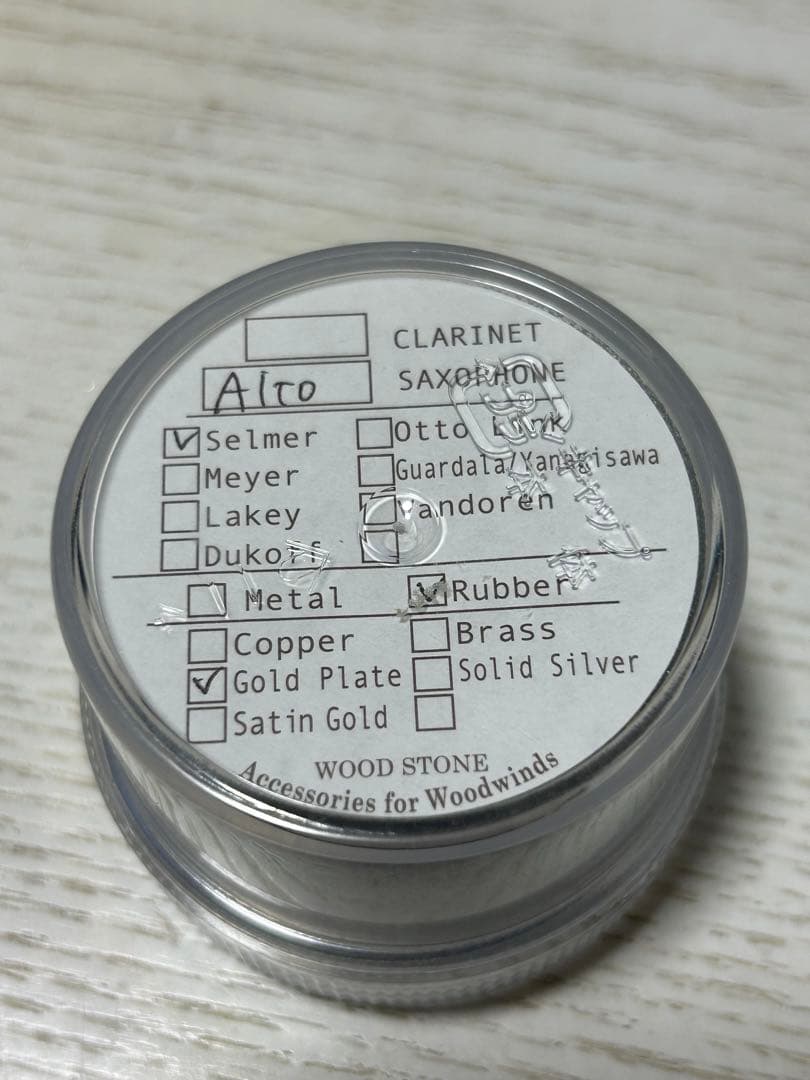 CLARINET
Alto SAXOPHONE
Selmer Otto Link
Meyer Guardala/Yanagisawa
Lakey Vandoren
Dukoff
Metal Rubber
Copper Brass
Gold Plate Solid Silver
Satin Gold
WOOD STONE
Accessories for Woodwinds